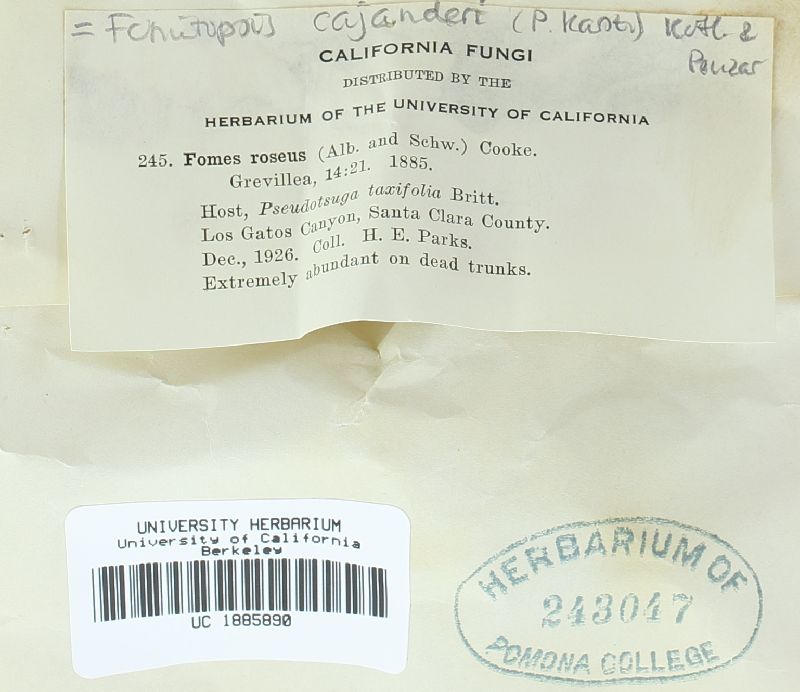 = Fomitopsis cajanderi (P. Karst.) Kotl. &
Pouzar
CALIFORNIA FUNGI
DISTRIBUTED BY THE
HERBARIUM OF THE UNIVERSITY OF CALIFORNIA
245. Fomes roseus (Alb. and Schw.) Cooke.
Grevillea, 14:21. 1885.
Host, Pseudotsuga taxifolia Britt.
Los Gatos Canyon, Santa Clara County.
Dec., 1926. Coll. H. E. Parks.
Extremely abundant on dead trunks.
UNIVERSITY HERBARIUM
University of California
Berkeley
UC 1885890
HERBARIUM OF
243047
POMONA COLLEGE